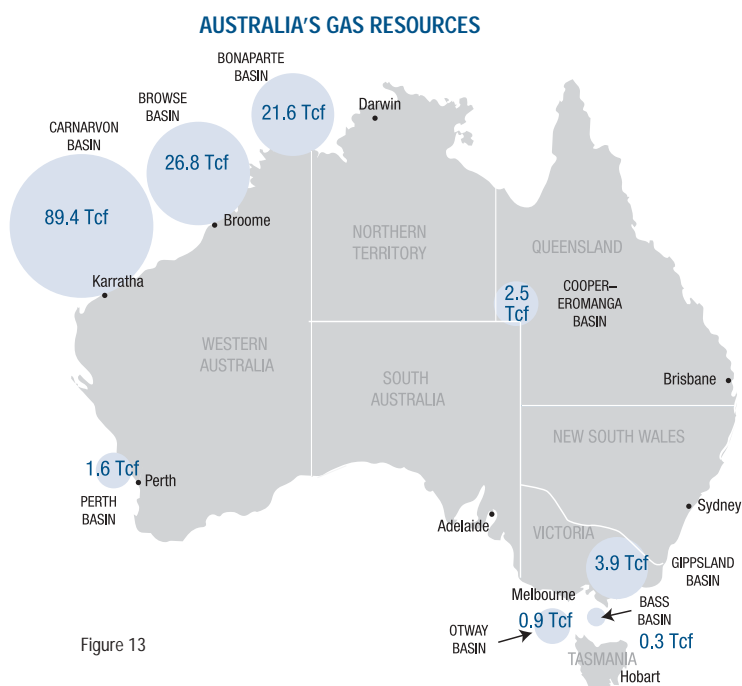 AUSTRALIA'S GAS RESOURCES
BONAPARTE
BASIN
21.6 Tcf
Darwin
BROWSE
BASIN
26.8 Tcf
CARNARVON
BASIN
89.4 Tcf
Broome
Karratha
NORTHERN
TERRITORY
QUEENSLAND
2.5
Tcf
COOPER–
EROMANGA
BASIN
WESTERN
AUSTRALIA
SOUTH
AUSTRALIA
Brisbane
NEW SOUTH WALES
1.6 Tcf
Perth
PERTH
BASIN
Sydney
Adelaide
VICTORIA
3.9 Tcf
GIPPSLAND
BASIN
Melbourne
0.9 Tcf
OTWAY
BASIN
BASS
BASIN
0.3 Tcf
TASMANIA
Hobart
Figure 13